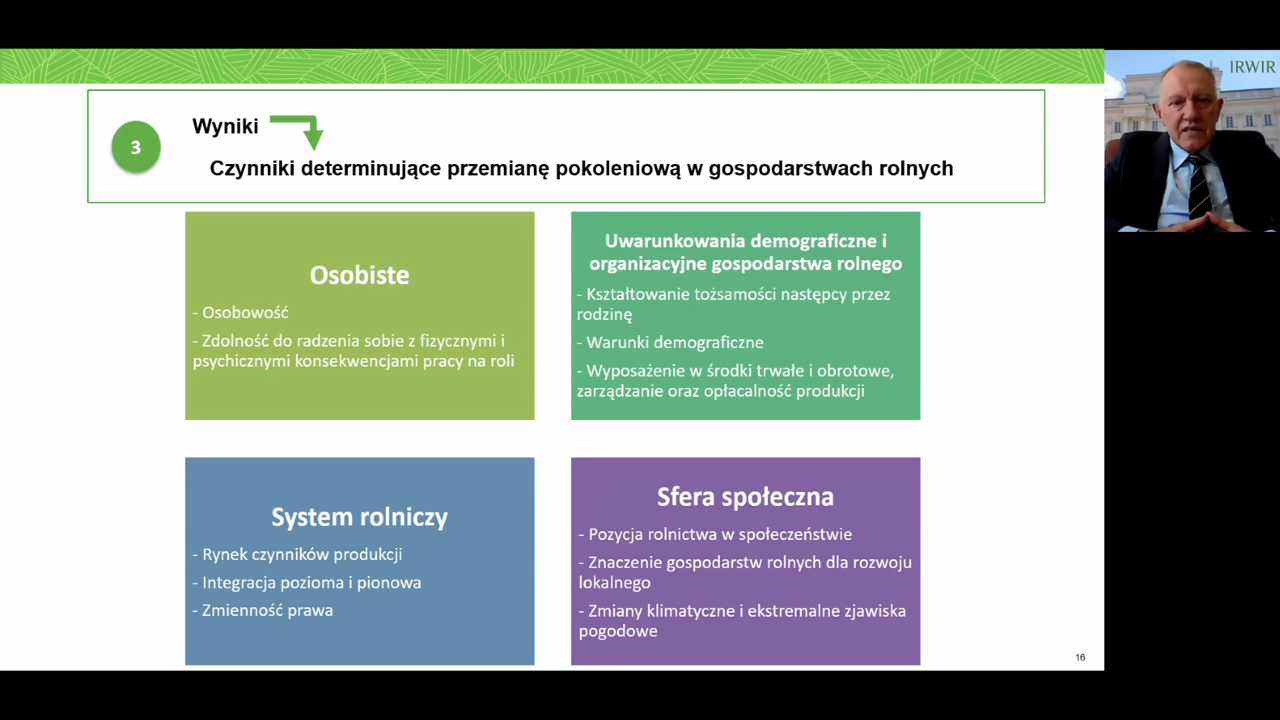 IRWIR
3
Wyniki
Czynniki determinujące przemianę pokoleniową w gospodarstwach rolnych
Osobiste
- Osobowość
- Zdolność do radzenia sobie z fizycznymi i
psychicznymi konsekwencjami pracy na roli
Uwarunkowania demograficzne i
organizacyjne gospodarstwa rolnego
- Kształtowanie tożsamości następcy przez
rodzinę
- Warunki demograficzne
- Wyposażenie w środki trwałe i obrotowe,
zarządzanie oraz opłacalność produkcji
System rolniczy
- Rynek czynników produkcji
- Integracja pozioma i pionowa
- Zmienność prawa
Sfera społeczna
- Pozycja rolnictwa w społeczeństwie
- Znaczenie gospodarstw rolnych dla rozwoju
lokalnego
- Zmiany klimatyczne i ekstremalne zjawiska
pogodowe
16